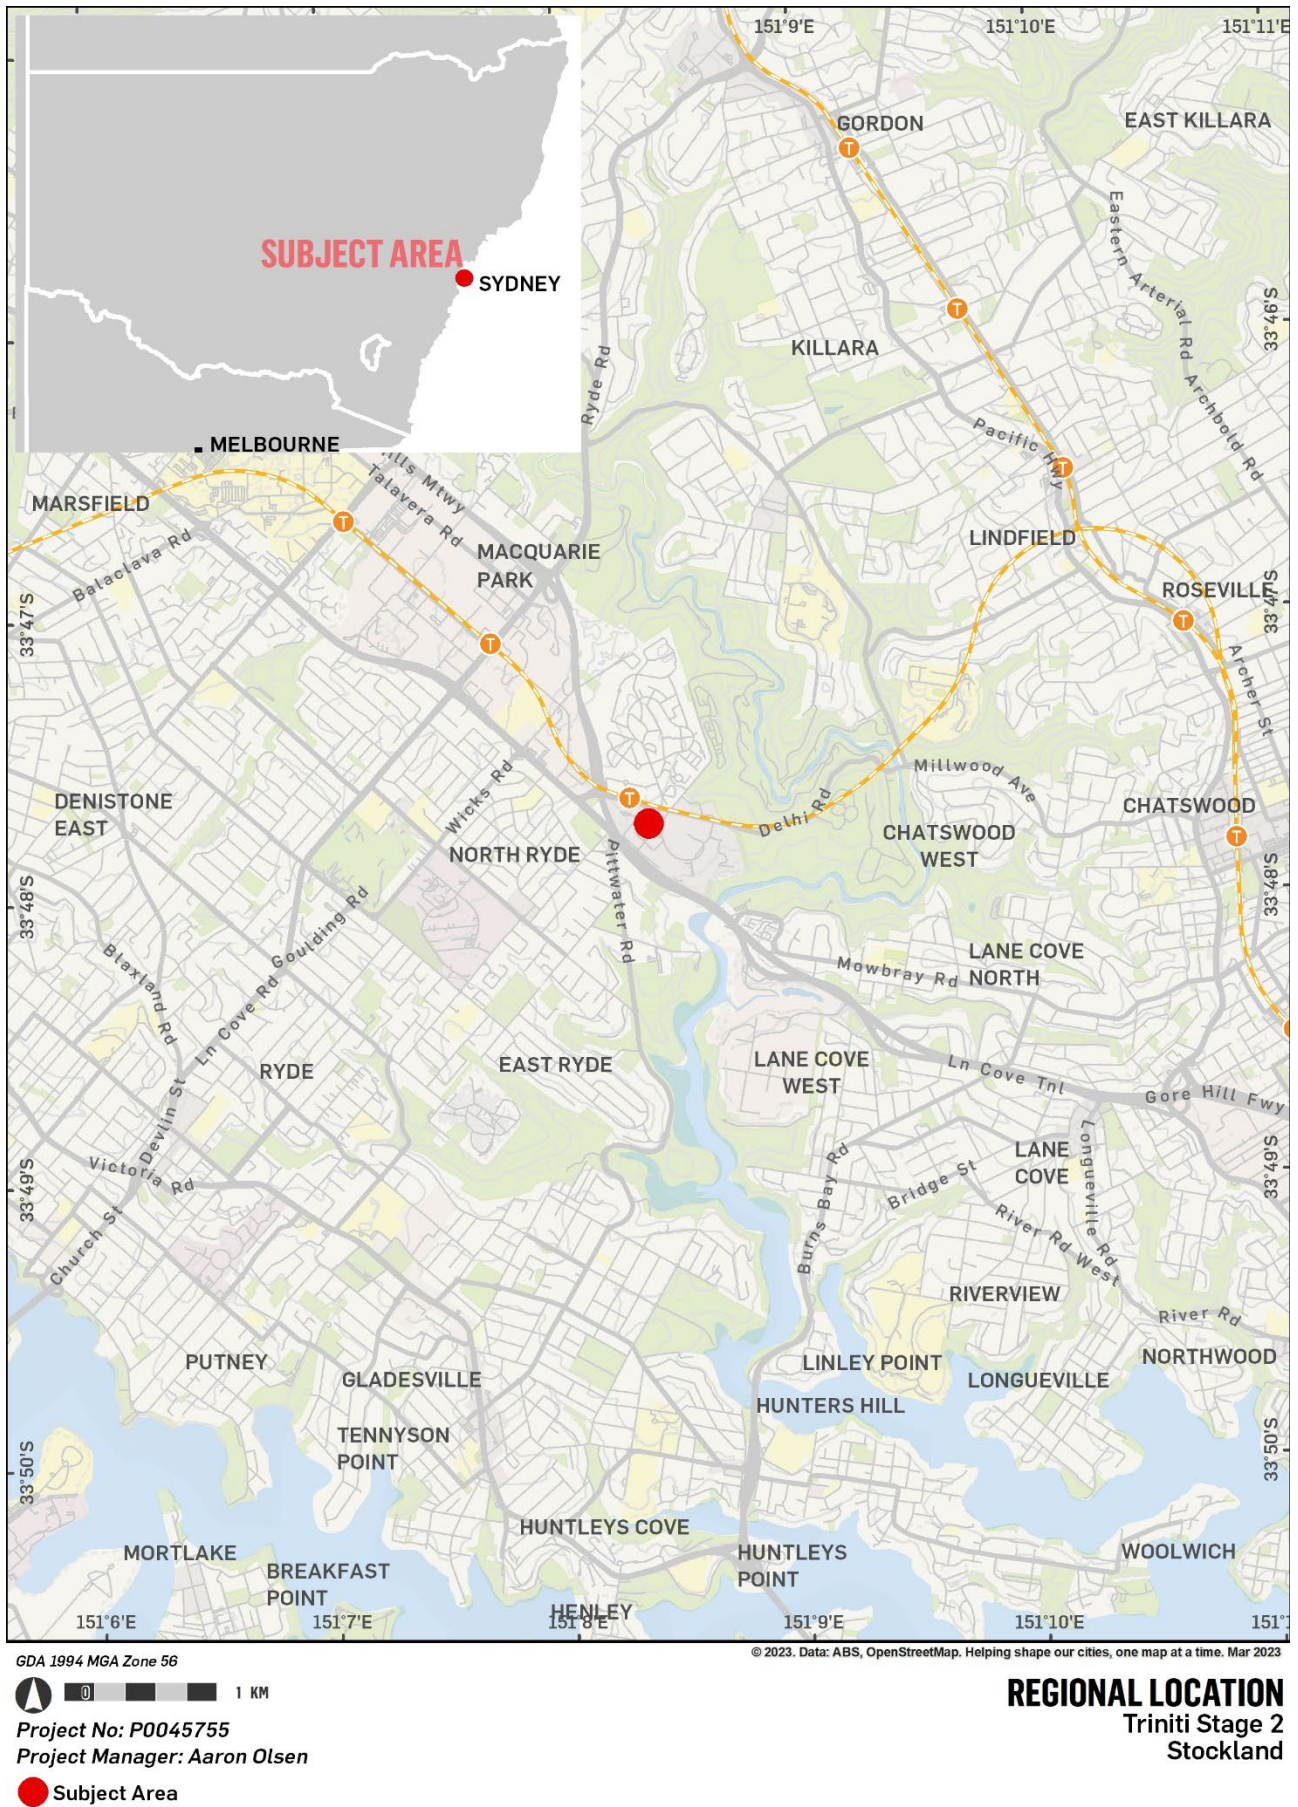 151°9'E
151°10'E
151°11'E
GORDON
EAST KILLARA
Eastern Arterial Rd
SUBJECT AREA
SYDNEY
33°46'S
KILLARA
Ryde Rd
Archbold Rd
Pacific Hwy
MELBOURNE
ills Mtwy
Talavera Rd
MARSFIELD
LINDFIELD
Balaclava Rd
MACQUARIE
PARK
ROSEVILLE
33°47'S
33°47'S
Archer St
Millwood Ave
Wicks Rd
Delhi Rd
DENISTONE
EAST
CHATSWOOD
CHATSWOOD
WEST
NORTH RYDE
Pittwater Rd
33°48'S
33°48'S
Goulding Rd
Blaxland Rd
LANE COVE
NORTH
Mowbray Rd
Ln Cove Rd
RYDE
EAST RYDE
LANE COVE
WEST
Ln Cove Tnl
Gore Hill Fwy
Devlin St
Longueville Rd
LANE
COVE
Victoria Rd
33°49'S
33°49'S
Burns Bay Rd
Bridge St
Church St
River Rd West
RIVERVIEW
River Rd
PUTNEY
LINLEY POINT
NORTHWOOD
GLADESVILLE
LONGUEVILLE
HUNTERS HILL
TENNYSON
POINT
33°50'S
33°50'S
HUNTLEYS COVE
MORTLAKE
HUNTLEYS
POINT
WOOLWICH
BREAKFAST
POINT
HENLEY
151°6'E
151°7'E
151°8'E
151°9'E
151°10'E
151°1
GDA 1994 MGA Zone 56
© 2023. Data: ABS, OpenStreetMap. Helping shape our cities, one map at a time. Mar 2023
0 1 KM
REGIONAL LOCATION
Triniti Stage 2
Stockland
Project No: P0045755
Project Manager: Aaron Olsen
Subject Area